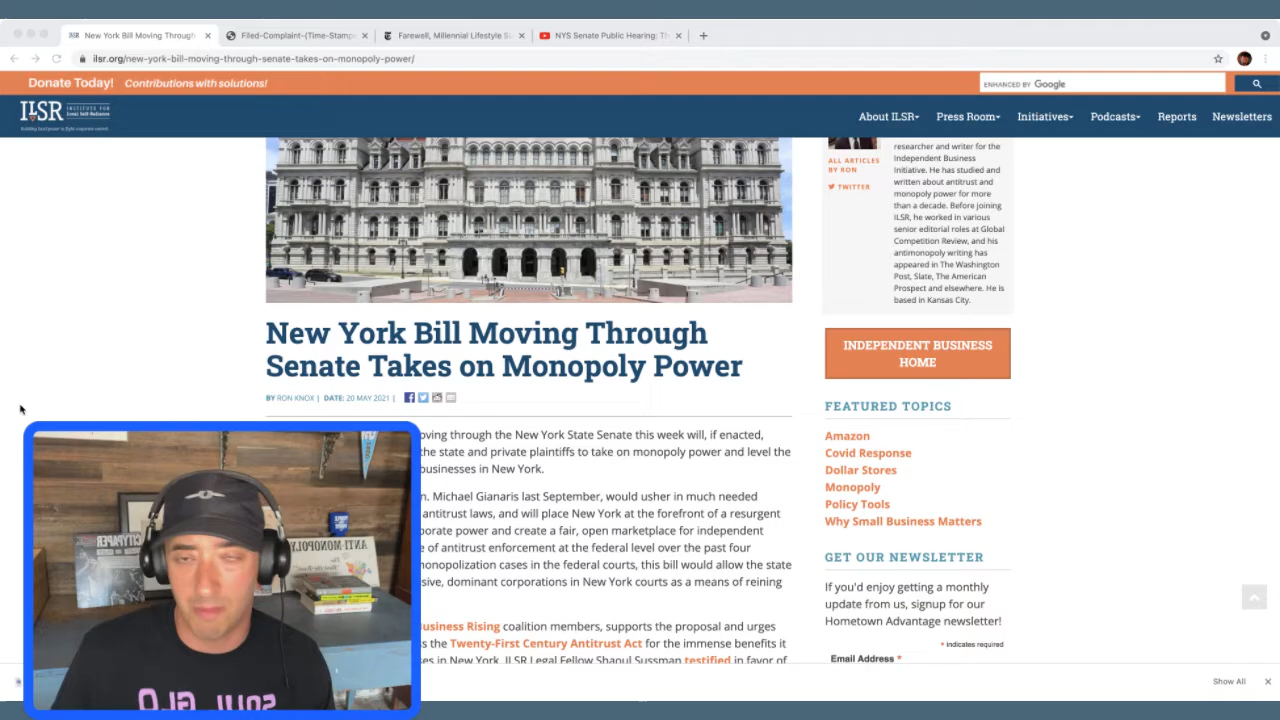 New York Bill Moving Through
Filed-Complaint-(Time-Stamp
Farewell, Millennial Lifestyle S
NYS Senate Public Hearing: Th
ilsr.org/new-york-bill-moving-through-senate-takes-on-monopoly-power/
Donate Today! Contributions with solutions!
ENHANCED BY Google
ILSR INSTITUTE FOR
Local Self-Reliance
About ILSR
Press Room
Initiatives
Podcasts
Reports
Newsletters
researcher and writer for the
Independent Business
Initiative. He has studied and
written about antitrust and
monopoly power for more
than a decade. Before joining
ILSR, he worked in various
senior editorial roles at Global
Competition Review, and his
antimonopoly writing has
appeared in The Washington
Post, Slate, The American
Prospect and elsewhere. He is
based in Kansas City.
ALL ARTICLES
BY RON
TWITTER
New York Bill Moving Through
Senate Takes on Monopoly Power
BY RON KNOX | DATE: 20 MAY 2021 |
oving through the New York State Senate this week will, if enacted,
the state and private plaintiffs to take on monopoly power and level the
businesses in New York.
n. Michael Gianaris last September, would usher in much needed
antitrust laws, and will place New York at the forefront of a resurgent
porate power and create a fair, open marketplace for independent
e of antitrust enforcement at the federal level over the past four
monopolization cases in the federal courts, this bill would allow the state
sive, dominant corporations in New York courts as a means of reining
usiness Rising coalition members, supports the proposal and urges
s the Twenty-First Century Antitrust Act for the immense benefits it
es in New York. ILSR Legal Fellow Shaoul Sussman testified in favor of
INDEPENDENT BUSINESS
HOME
FEATURED TOPICS
Amazon
Covid Response
Dollar Stores
Monopoly
Policy Tools
Why Small Business Matters
GET OUR NEWSLETTER
If you'd enjoy getting a monthly
update from us, signup for our
Hometown Advantage newsletter!
* indicates required
Email Address *
Show All
CITYPAPER
ANTI MONOPOLY
SOUL GLO